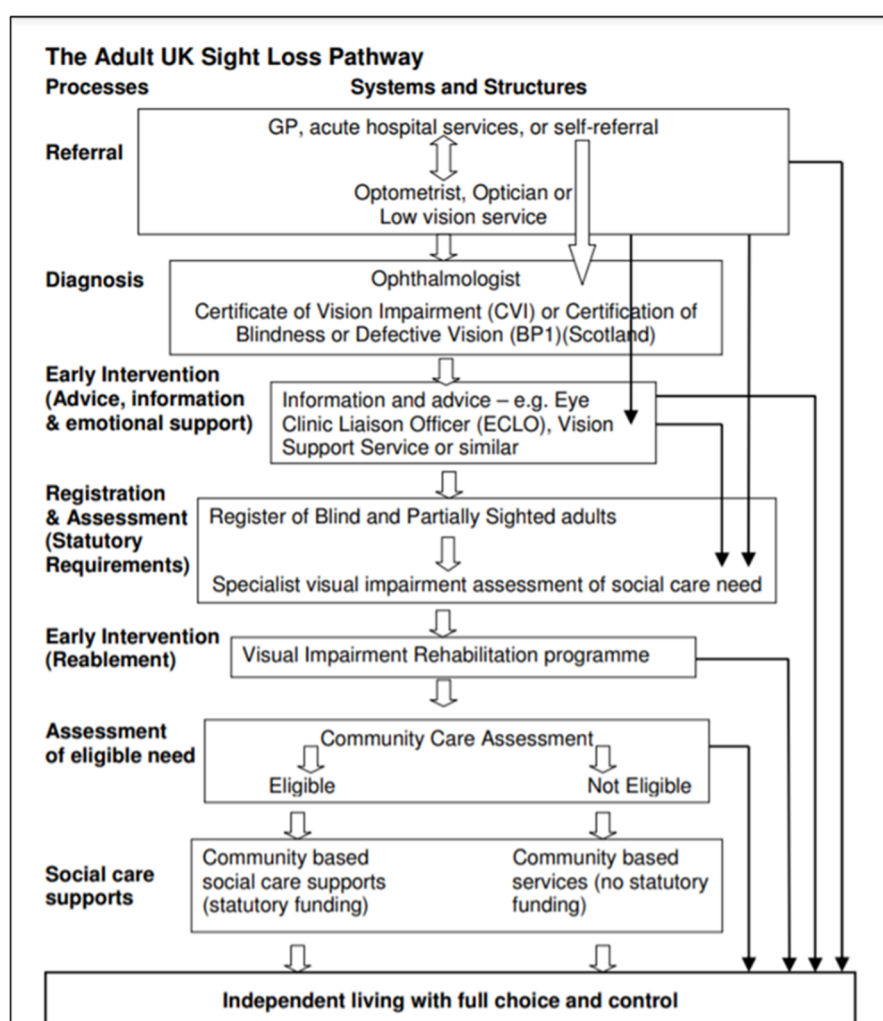 The Adult UK Sight Loss Pathway
Processes
Systems and Structures
Referral
GP, acute hospital services, or self-referral
Optometrist, Optician or
Low vision service
Diagnosis
Ophthalmologist
Certificate of Vision Impairment (CVI) or Certification of
Blindness or Defective Vision (BP1)(Scotland)
Early Intervention
(Advice, information
& emotional support)
Information and advice – e.g. Eye
Clinic Liaison Officer (ECLO), Vision
Support Service or similar
Registration
& Assessment
(Statutory
Requirements)
Register of Blind and Partially Sighted adults
Specialist visual impairment assessment of social care need
Early Intervention
(Reablement)
Visual Impairment Rehabilitation programme
Assessment
of eligible need
Community Care Assessment
Eligible
Not Eligible
Social care
supports
Community based
social care supports
(statutory funding)
Community based
services (no statutory
funding)
Independent living with full choice and control